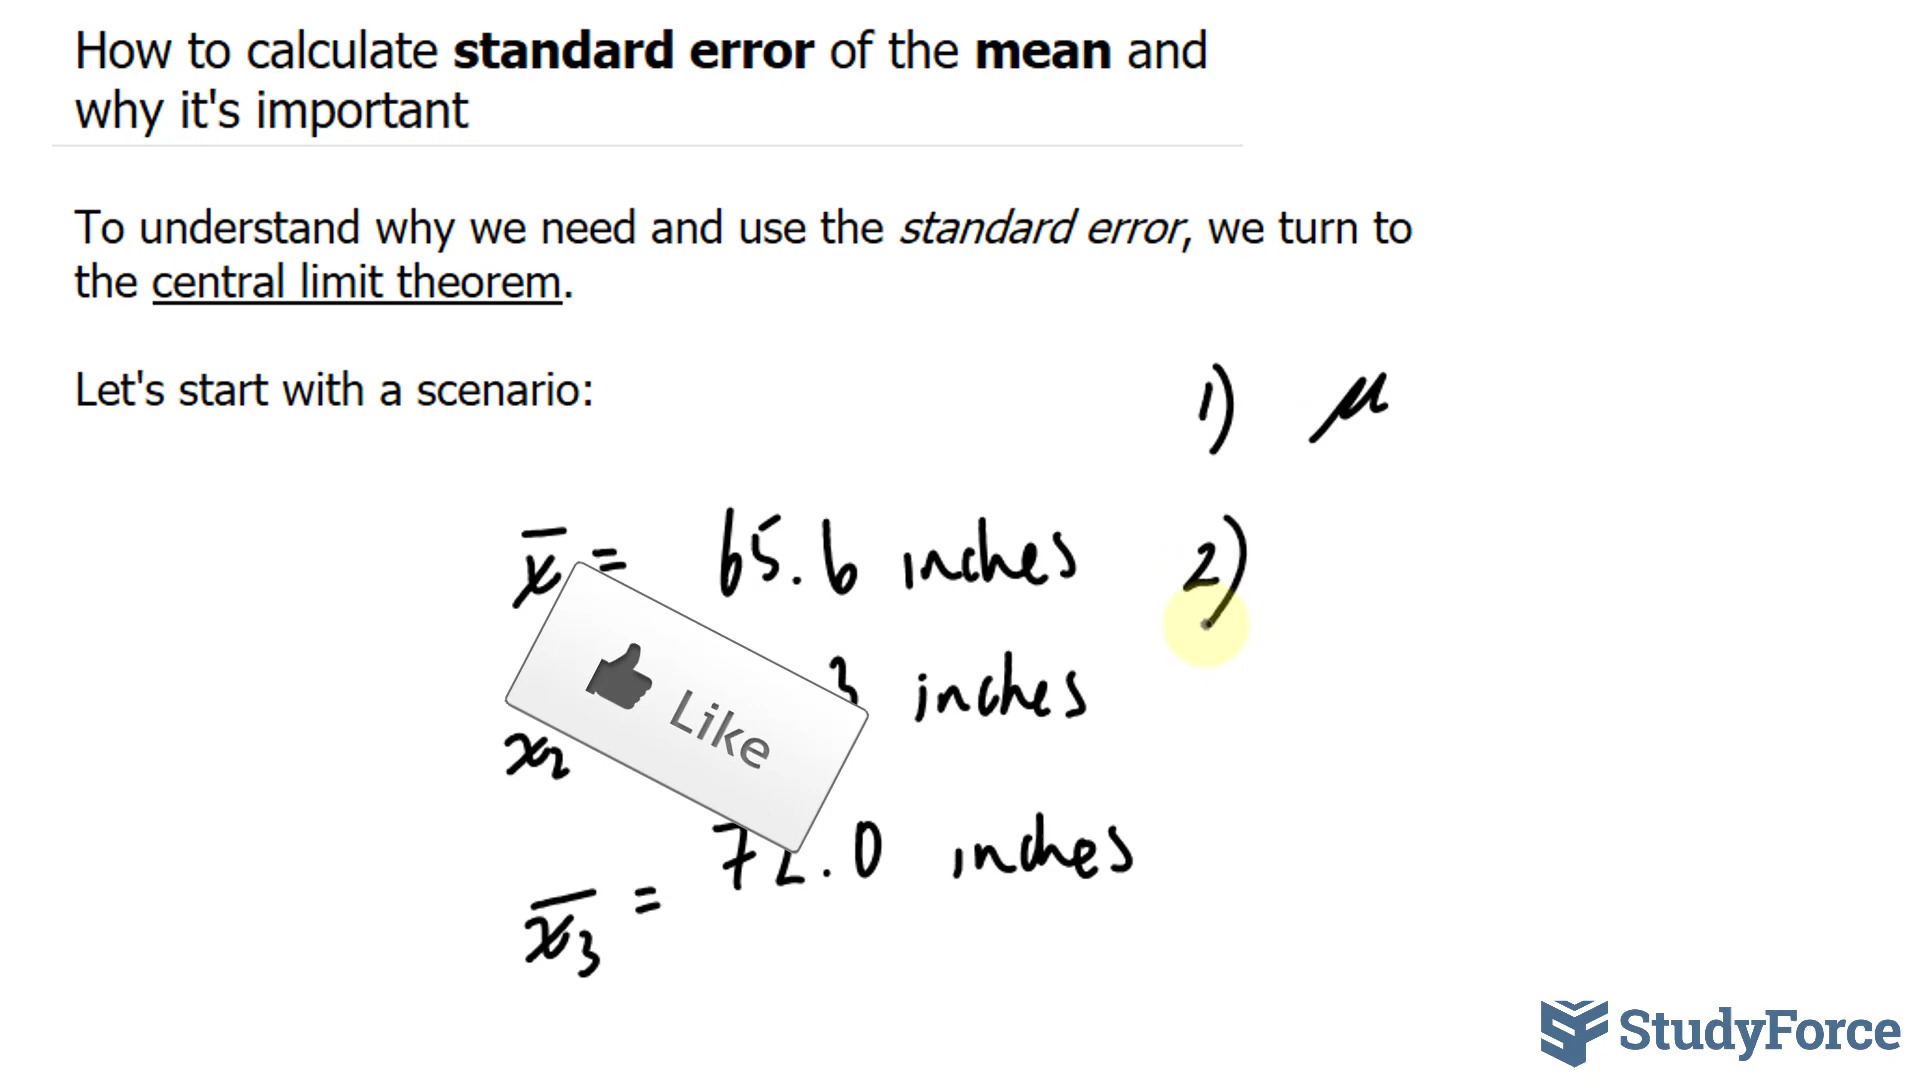 How to calculate standard error of the mean and
why it's important
To understand why we need and use the standard error, we turn to
the central limit theorem.
Let's start with a scenario:
1) μ
x̄ = 65.6 inches 2)
3 inches
x2
Like
.0 inches
x̄3 =
StudyForce